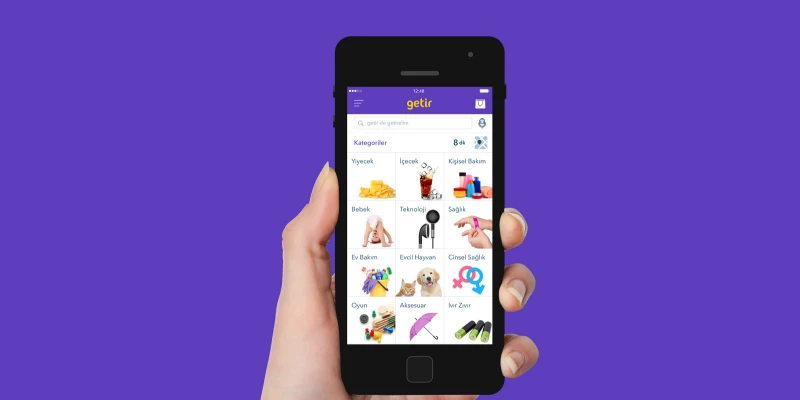 12:48
getir
getir ile getirelim
Kategoriler
8 dk
Yiyecek
İçecek
Kişisel Bakım
Bebek
Teknoloji
Sağlık
Ev Bakım
Evcil Hayvan
Cinsel Sağlık
Oyun
Aksesuar
Ivır Zıvır